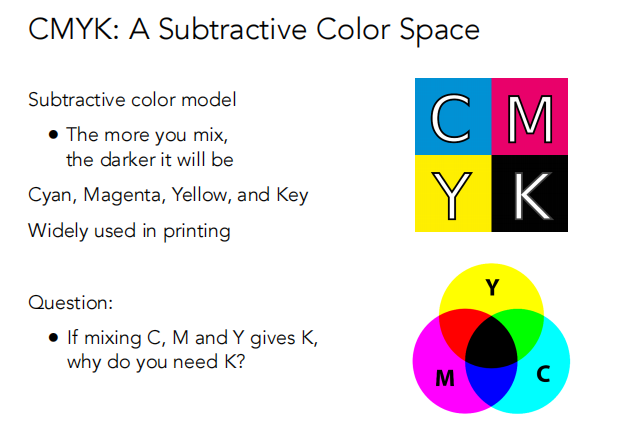 CMYK: A Subtractive Color Space
Subtractive color model
• The more you mix,
the darker it will be
Cyan, Magenta, Yellow, and Key
Widely used in printing
Question:
• If mixing C, M and Y gives K,
why do you need K?
C M
Y K
Y
M C